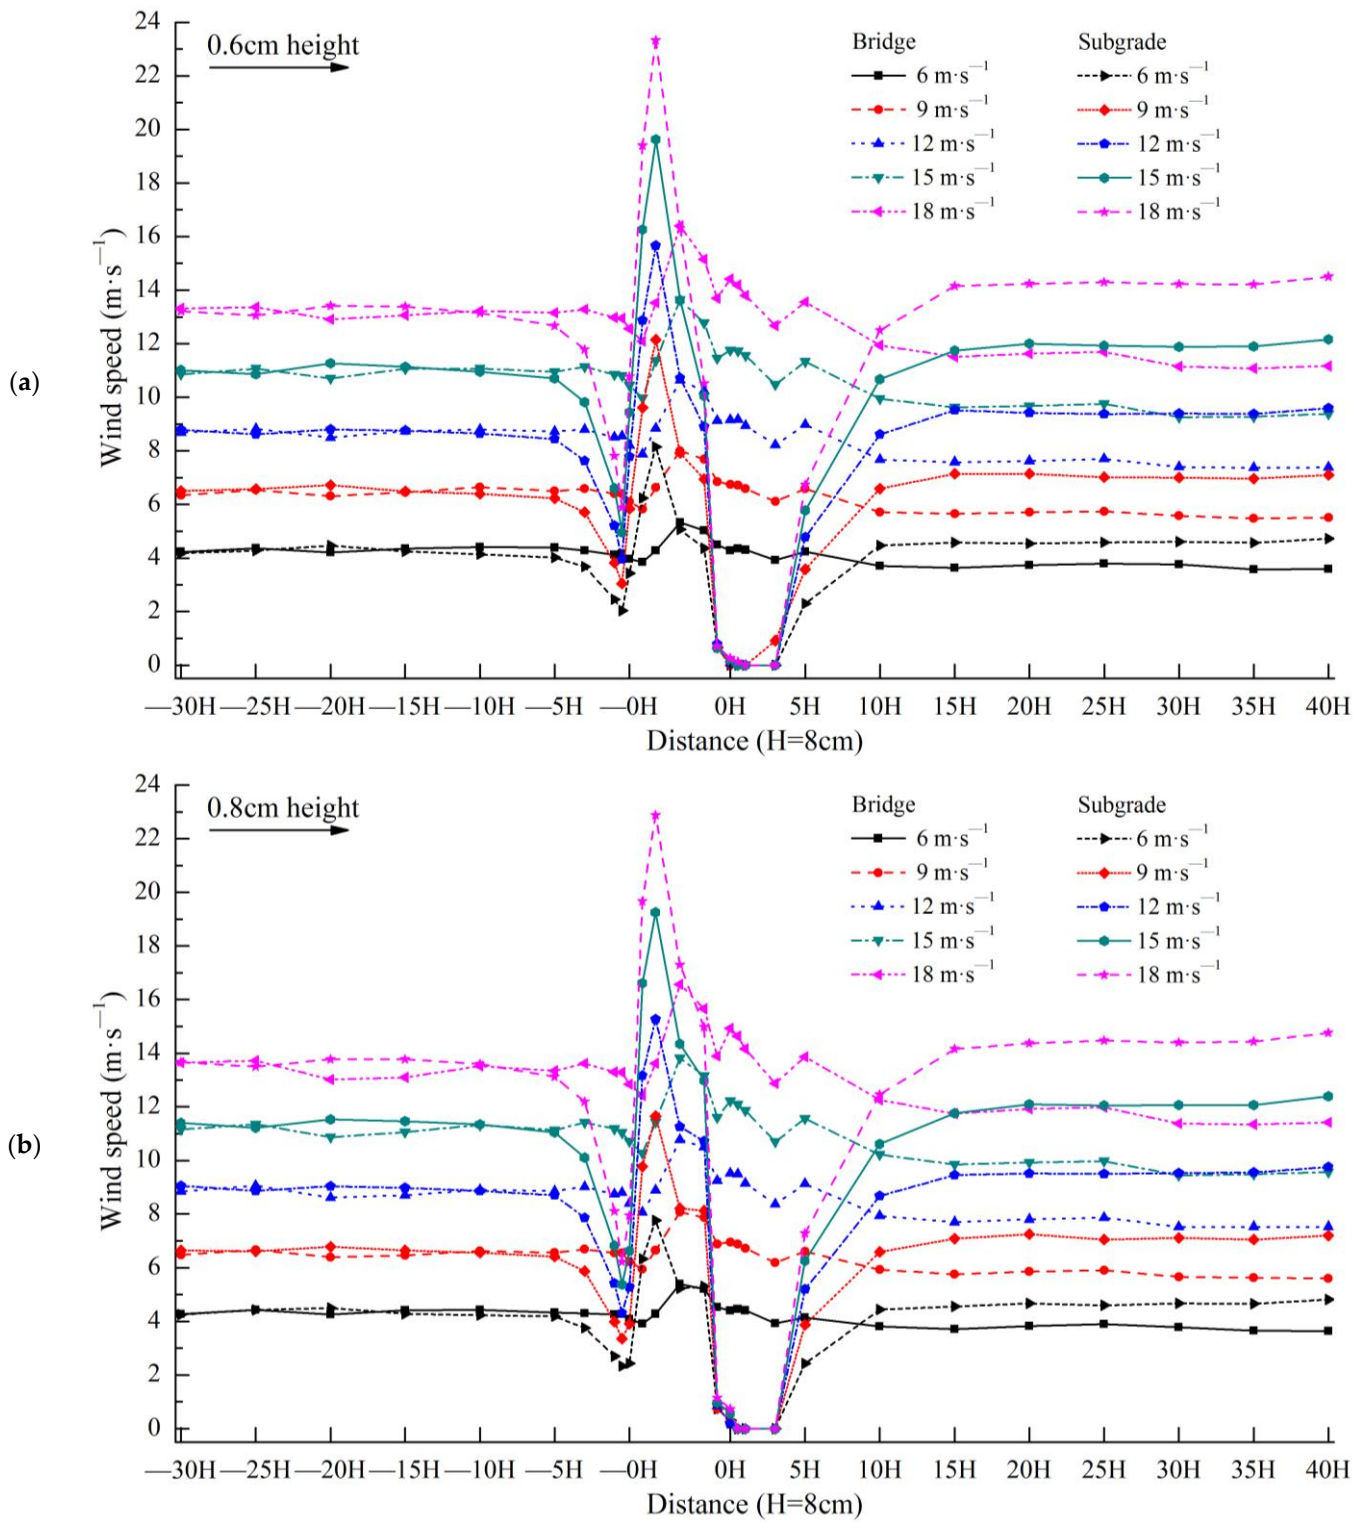 (a)
0.6cm height
Bridge Subgrade
6 m·s—1 6 m·s—1
9 m·s—1 9 m·s—1
12 m·s—1 12 m·s—1
15 m·s—1 15 m·s—1
18 m·s—1 18 m·s—1
Wind speed (m·s—1)
24
22
20
18
16
14
12
10
8
6
4
2
0
—30H —25H —20H —15H —10H —5H —0H 0H 5H 10H 15H 20H 25H 30H 35H 40H
Distance (H=8cm)
(b)
0.8cm height
Bridge Subgrade
6 m·s—1 6 m·s—1
9 m·s—1 9 m·s—1
12 m·s—1 12 m·s—1
15 m·s—1 15 m·s—1
18 m·s—1 18 m·s—1
Wind speed (m·s—1)
24
22
20
18
16
14
12
10
8
6
4
2
0
—30H —25H —20H —15H —10H —5H —0H 0H 5H 10H 15H 20H 25H 30H 35H 40H
Distance (H=8cm)